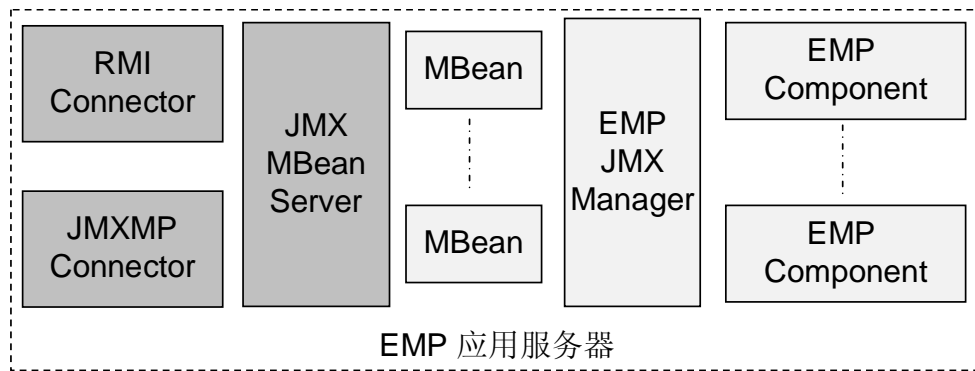 RMI
Connector
JMXMP
Connector
JMX
MBean
Server
MBean
MBean
EMP
JMX
Manager
EMP
Component
EMP
Component
EMP 应用服务器